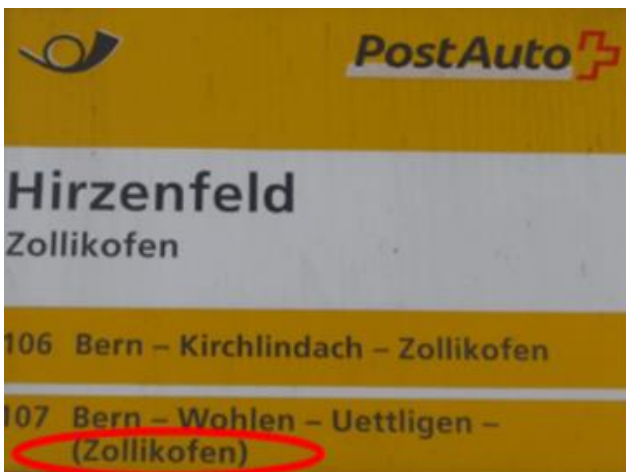 PostAuto
Hirzenfeld
Zollikofen
106 Bern – Kirchlindach – Zollikofen
107 Bern – Wohlen – Uettligen –
(Zollikofen)